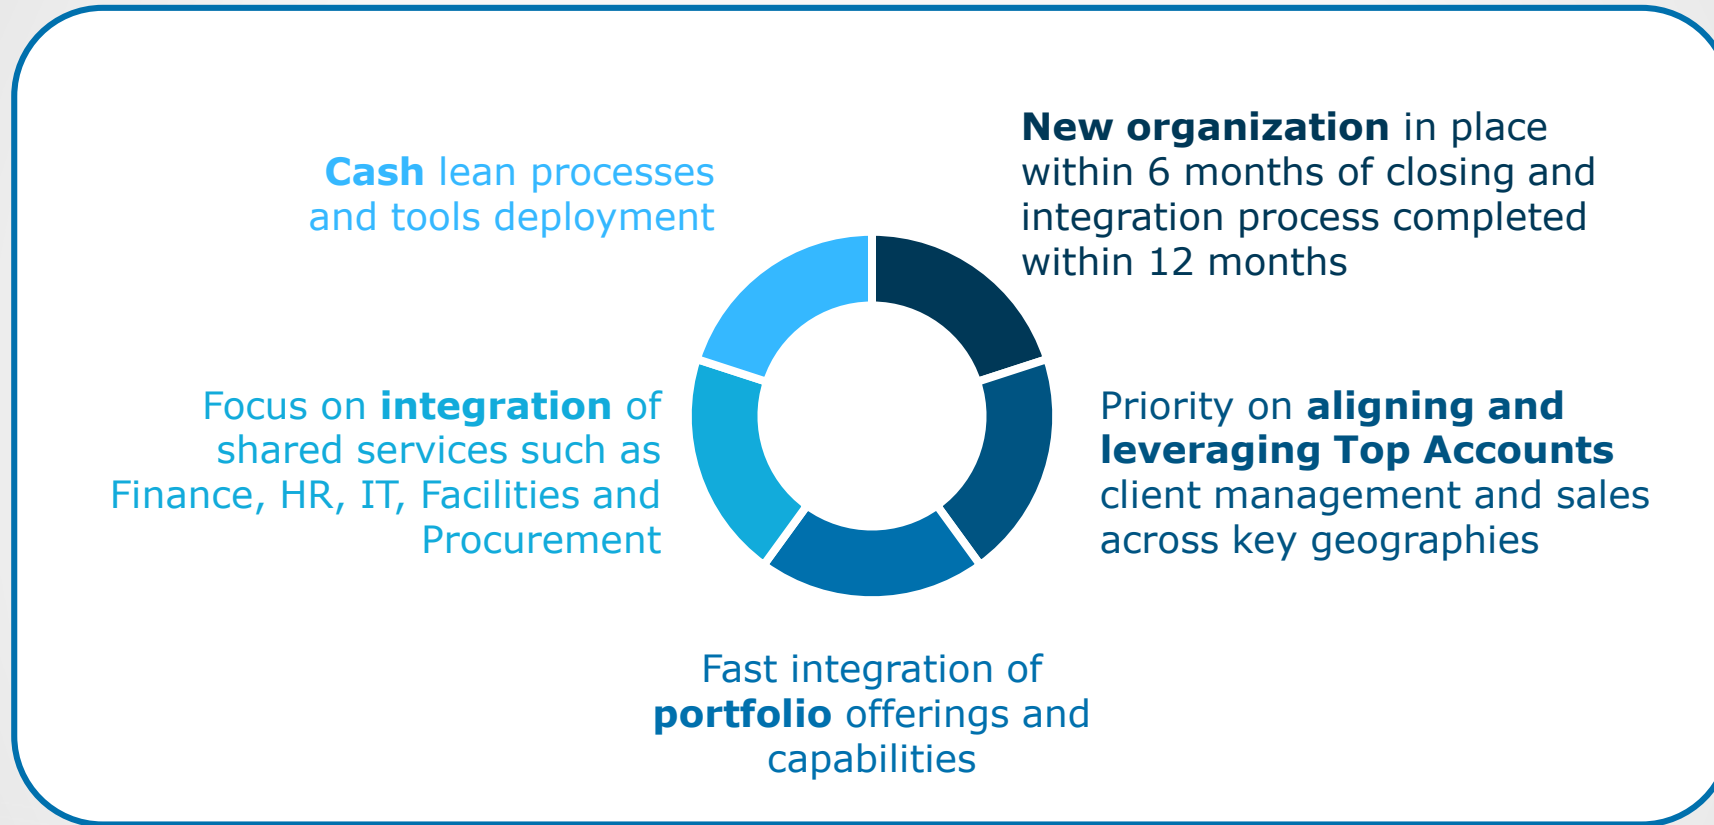 New organization in place
within 6 months of closing and
integration process completed
within 12 months
Priority on aligning and
leveraging Top Accounts
client management and sales
across key geographies
Fast integration of
portfolio offerings and
capabilities
Focus on integration of
shared services such as
Finance, HR, IT, Facilities and
Procurement
Cash lean processes
and tools deployment